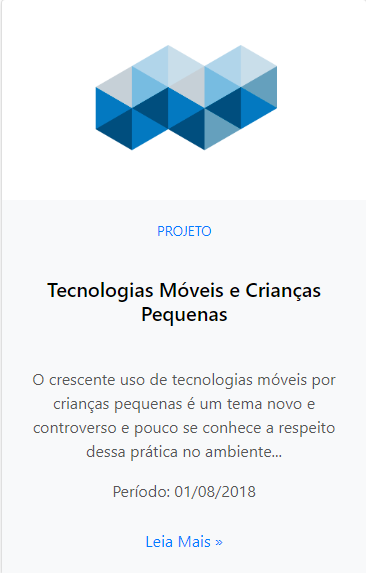 PROJETO
Tecnologias Móveis e Crianças
Pequenas
O crescente uso de tecnologias móveis por
crianças pequenas é um tema novo e
controverso e pouco se conhece a respeito
dessa prática no ambiente...
Período: 01/08/2018
Leia Mais »